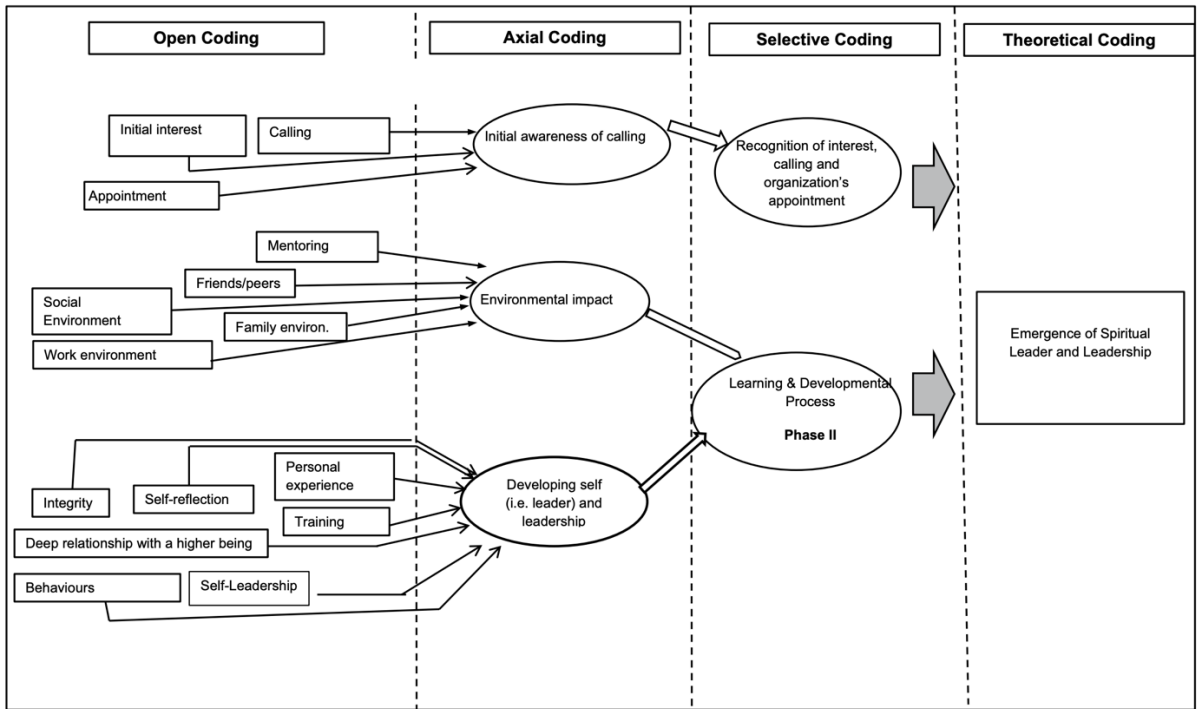 Open Coding
Axial Coding
Selective Coding
Theoretical Coding
Initial interest
Calling
Appointment
Initial awareness of calling
Recognition of interest,
calling and
organization's
appointment
Mentoring
Friends/peers
Social
Environment
Family environ.
Work environment
Environmental impact
Learning & Developmental
Process
Phase II
Emergence of Spiritual
Leader and Leadership
Integrity
Self-reflection
Personal
experience
Training
Deep relationship with a higher being
Behaviours
Self-Leadership
Developing self
(i.e. leader) and
leadership